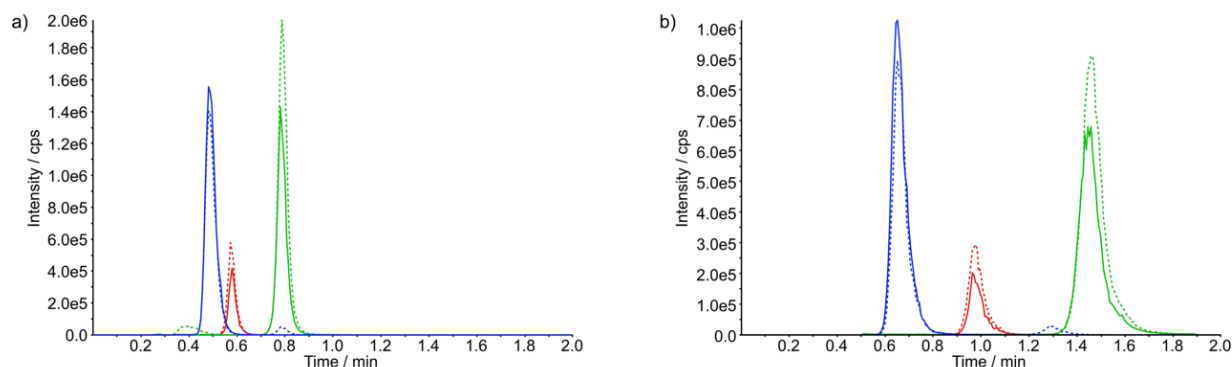 a)
Intensity / cps
2.0e6
1.8e6
1.6e6
1.4e6
1.2e6
1.0e6
8.0e5
6.0e5
4.0e5
2.0e5
0.0
0.2 0.4 0.6 0.8 1.0 1.2 1.4 1.6 1.8 2.0
Time / min
b)
Intensity / cps
1.0e6
9.0e5
8.0e5
7.0e5
6.0e5
5.0e5
4.0e5
3.0e5
2.0e5
1.0e5
0.0
0.2 0.4 0.6 0.8 1.0 1.2 1.4 1.6 1.8 2.0
Time / min